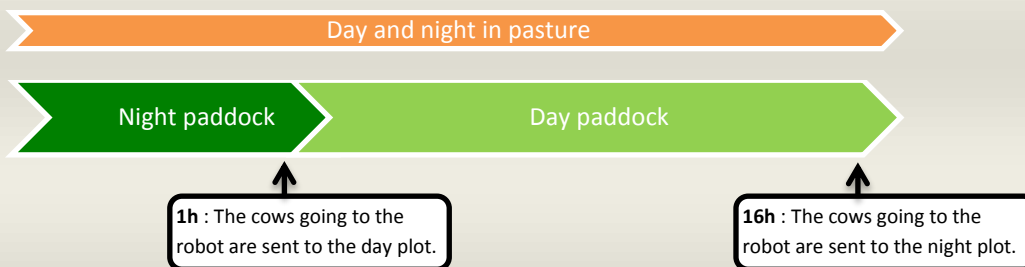 Day and night in pasture
Night paddock
Day paddock
1h : The cows going to the
robot are sent to the day plot.
16h : The cows going to the
robot are sent to the night plot.